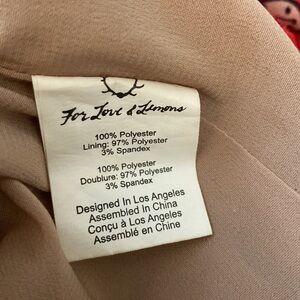 For Love & Lemons
100% Polyester
Lining: 97% Polyester
3% Spandex
100% Polyester
Doublure: 97% Polyester
3% Spandex
Designed In Los Angeles
Assembled In China
Conçu à Los Angeles
Assemblé en Chine